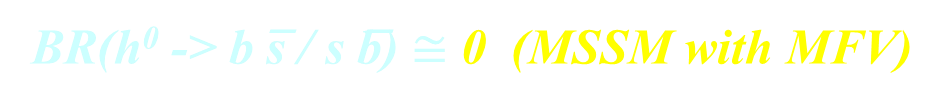 BR(h⁰ -> b s̅ / s b̅) ≅ 0 (MSSM with MFV)